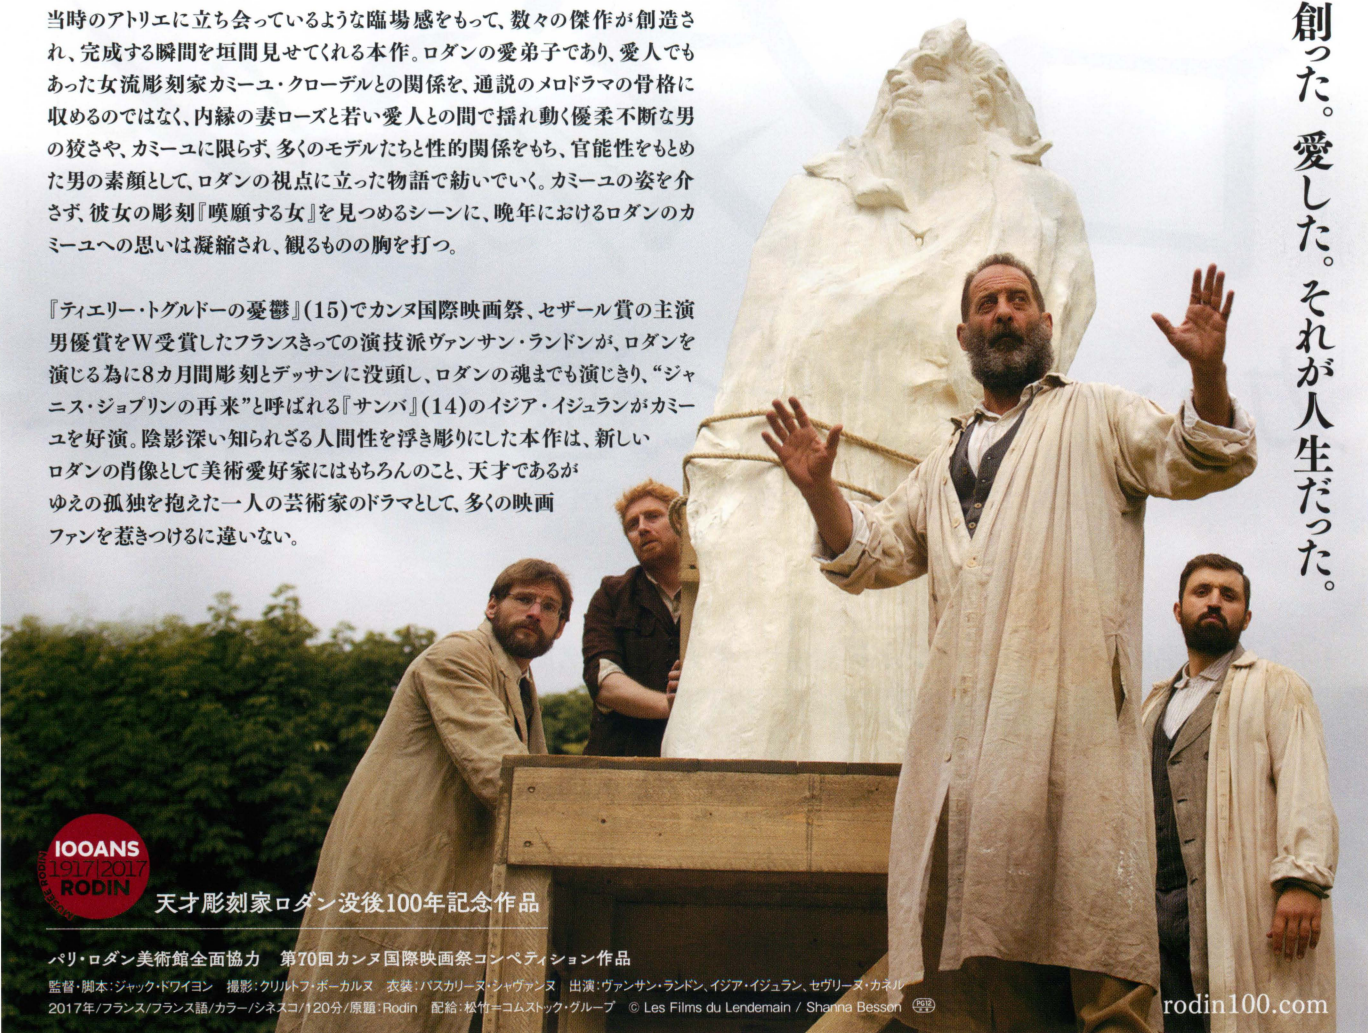 創った。愛した。それが人生だった。
当時のアトリエに立ち会っているような臨場感をもって、数々の傑作が創造さ
れ、完成する瞬間を垣間見せてくれる本作。ロダンの愛弟子であり、愛人でも
あった女流彫刻家カミーユ・クローデルとの関係を、通説のメロドラマの骨格に
収めるのではなく、内縁の妻ローズと若い愛人との間で揺れ動く優柔不断な男
の狡さや、カミーユに限らず、多くのモデルたちと性的関係をもち、官能性をもとめ
た男の素顔として、ロダンの視点に立った物語で紡いでいく。カミーユの姿を介
さず、彼女の彫刻『嘆願する女』を見つめるシーンに、晩年におけるロダンのカ
ミーユへの思いは凝縮され、観るものの胸を打つ。
『ティエリー・トグルドーの憂鬱』(15)でカンヌ国際映画祭、セザール賞の主演
男優賞をW受賞したフランスきっての演技派ヴァンサン・ランドンが、ロダンを
演じる為に8カ月間彫刻とデッサンに没頭し、ロダンの魂までも演じきり、“ジャ
ニス・ジョプリンの再来”と呼ばれる『サンバ』(14)のイジア・イジュランがカミー
ユを好演。陰影深い知られざる人間性を浮き彫りにした本作は、新しい
ロダンの肖像として美術愛好家にはもちろんのこと、天才であるが
ゆえの孤独を抱えた一人の芸術家のドラマとして、多くの映画
ファンを惹きつけるに違いない。
100ANS
1917|2017
RODIN
MUSÉE RODIN
天才彫刻家ロダン没後100年記念作品
パリ・ロダン美術館全面協力 第70回カンヌ国際映画祭コンペティション作品
監督・脚本:ジャック・ドワイヨン 撮影:クリストフ・ボーカルヌ 衣装:パスカリーヌ・シャヴァンヌ 出演:ヴァンサン・ランドン、イジア・イジュラン、セヴリーヌ・カネル
2017年/フランス/フランス語/カラー/シネスコ/120分/原題:Rodin 配給:松竹=コムストック・グループ © Les Films du Lendemain / Shanna Besson PG12
rodin100.com